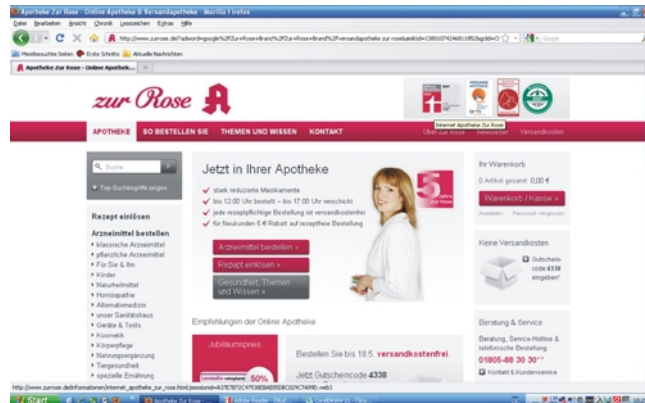 Apotheke Zur Rose - Online Apotheke & Versandapotheke - Mozilla Firefox
Datei Bearbeiten Ansicht Chronik Lesezeichen Extras Hilfe
Meistbesuchte Seiten Erste Schritte Aktuelle Nachrichten
Apotheke Zur Rose - Online Apothek...
zur Rose
Internet Apotheke Zur Rose
APOTHEKE SO BESTELLEN SIE THEMEN UND WISSEN KONTAKT Über Zur Rose Newsletter Versandkosten
Suche
Top-Suchbegriffe zeigen
Rezept einlösen
Arzneimittel bestellen
klassische Arzneimittel
pflanzliche Arzneimittel
Für Sie & Ihn
Kinder
Naturheilmittel
Homöopathie
Alternativmedizin
unser Sanitätshaus
Geräte & Tests
Kosmetik
Körperpflege
Nahrungsergänzung
Tiergesundheit
spezielle Ernährung
Jetzt in Ihrer Apotheke
stark reduzierte Medikamente
bis 12:00 Uhr bestellt – bis 17:00 Uhr verschickt
jede rezeptpflichtige Bestellung ist versandkostenfrei
für Neukunden 5 € Rabatt auf rezeptfreie Bestellung
Arzneimittel bestellen »
Rezept einlösen »
Gesundheit, Themen
und Wissen »
5 Jahre
Zur Rose
Empfehlungen der Online Apotheke
Jubiläumspreis
50%
Bestellen Sie bis 18.5. versandkostenfrei
Jetzt Gutscheincode 4338
Ihr Warenkorb
0 Artikel gesamt: 0,00 €
Warenkorb / Kasse »
Anmelden Passwort vergessen
Keine Versandkosten
Gutschein-
code 4338
eingeben*
Beratung & Service
Beratung, Service-Hotline &
telefonische Bestellung
01805-88 30 30**
Kontakt & Kundenservice
Start